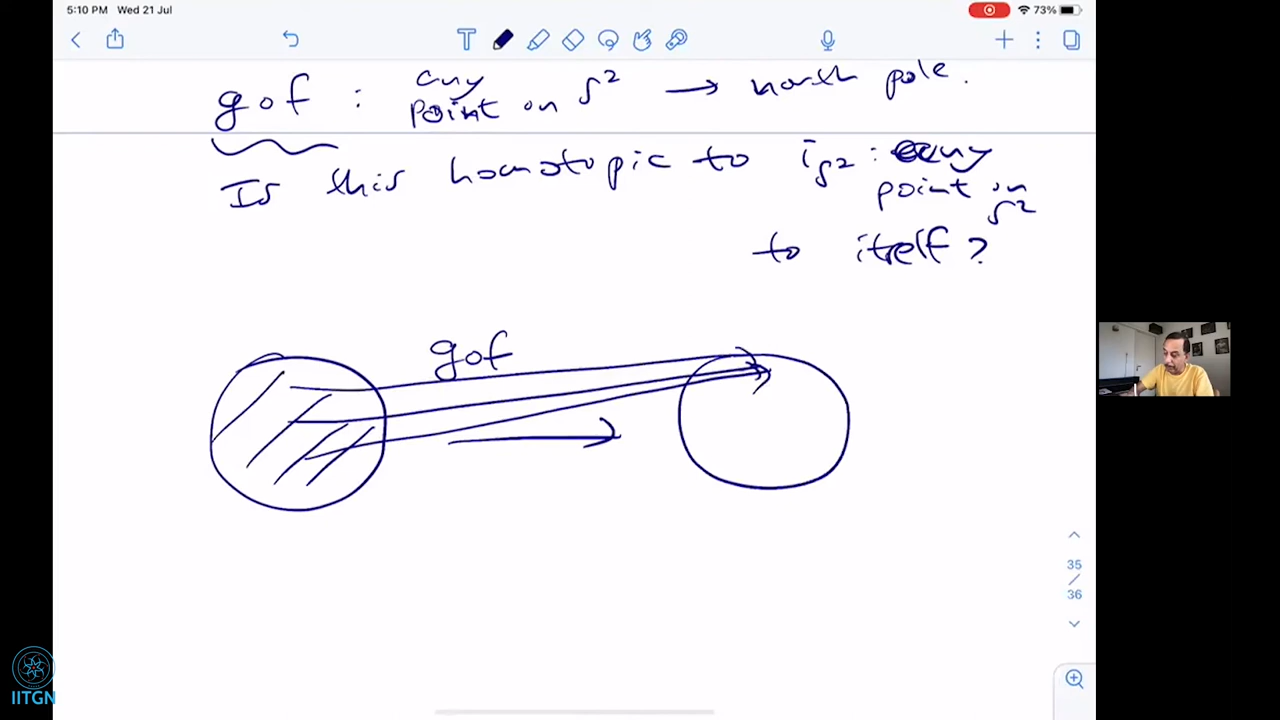 5:10 PM Wed 21 Jul
73%
T
gof : any point on S² → north pole.
Is this homotopic to i_S² : any
point on S²
to itself ?
gof
35
/
36
IITGN